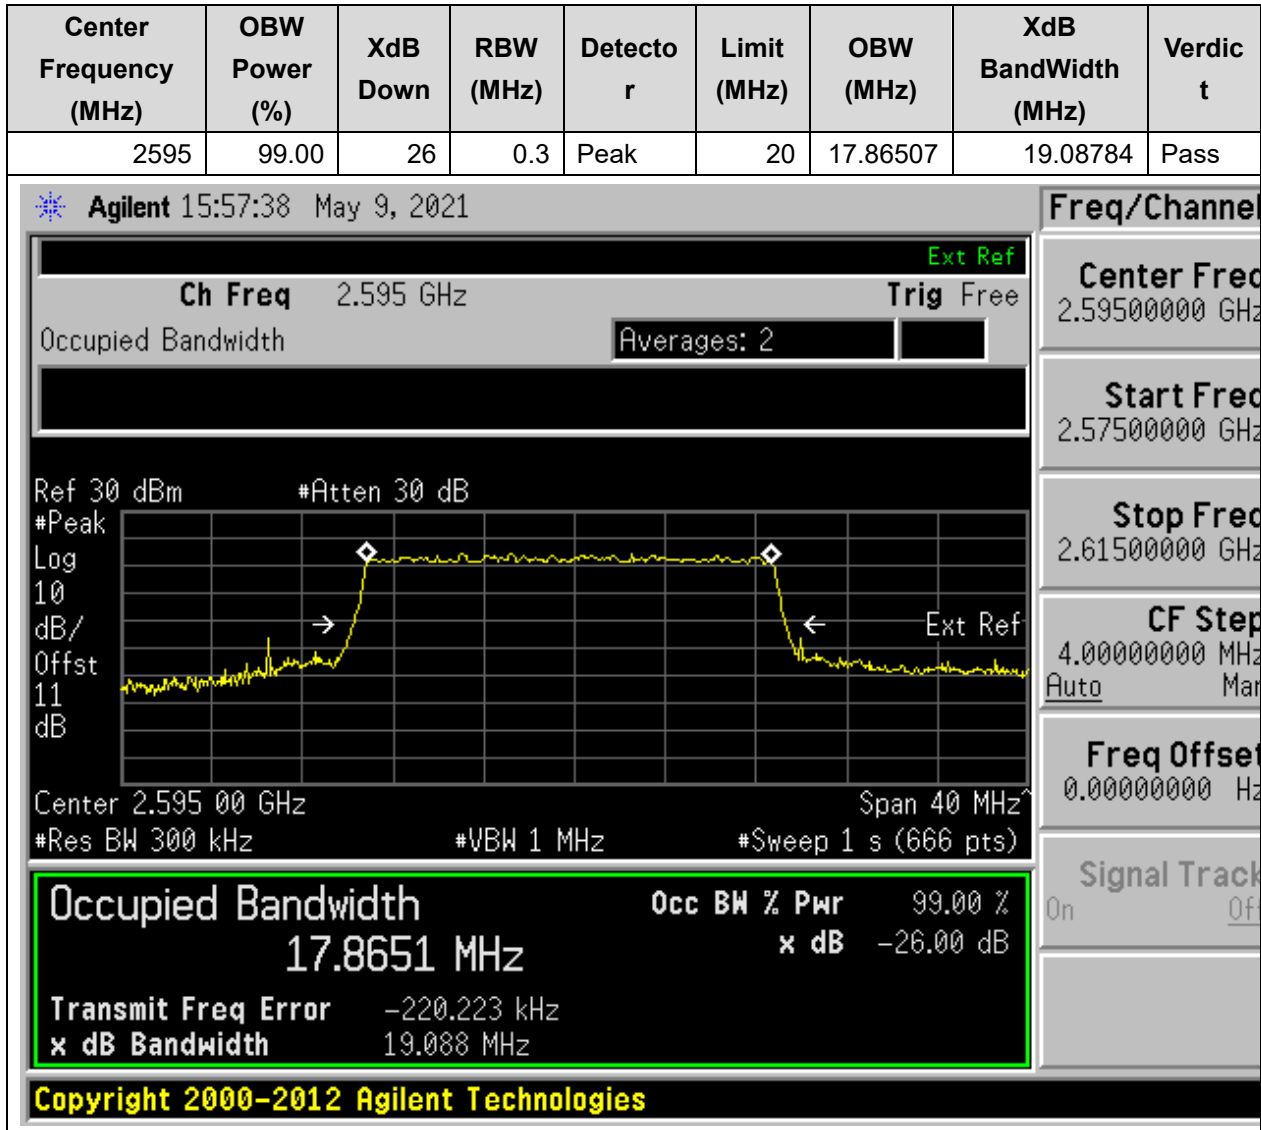 Center Frequency (MHz) OBW Power (%) XdB Down RBW (MHz) Detecto r Limit (MHz) OBW (MHz) XdB BandWidth (MHz) Verdic t
2595 99.00 26 0.3 Peak 20 17.86507 19.08784 Pass
Agilent 15:57:38 May 9, 2021
Freq/Channel
Ext Ref
Ch Freq 2.595 GHz Trig Free
Occupied Bandwidth Averages: 2
Center Freq
2.59500000 GHz
Start Freq
2.57500000 GHz
Stop Freq
2.61500000 GHz
CF Step
4.00000000 MHz
Auto Man
Freq Offset
0.00000000 Hz
Signal Track
On Off
Ref 30 dBm #Atten 30 dB
#Peak
Log
10
dB/
Offst
11
dB
Ext Ref
Center 2.595 00 GHz Span 40 MHz^
#Res BW 300 kHz #VBW 1 MHz #Sweep 1 s (666 pts)
Occupied Bandwidth Occ BW % Pwr 99.00 %
17.8651 MHz x dB -26.00 dB
Transmit Freq Error -220.223 kHz
x dB Bandwidth 19.088 MHz
Copyright 2000-2012 Agilent Technologies